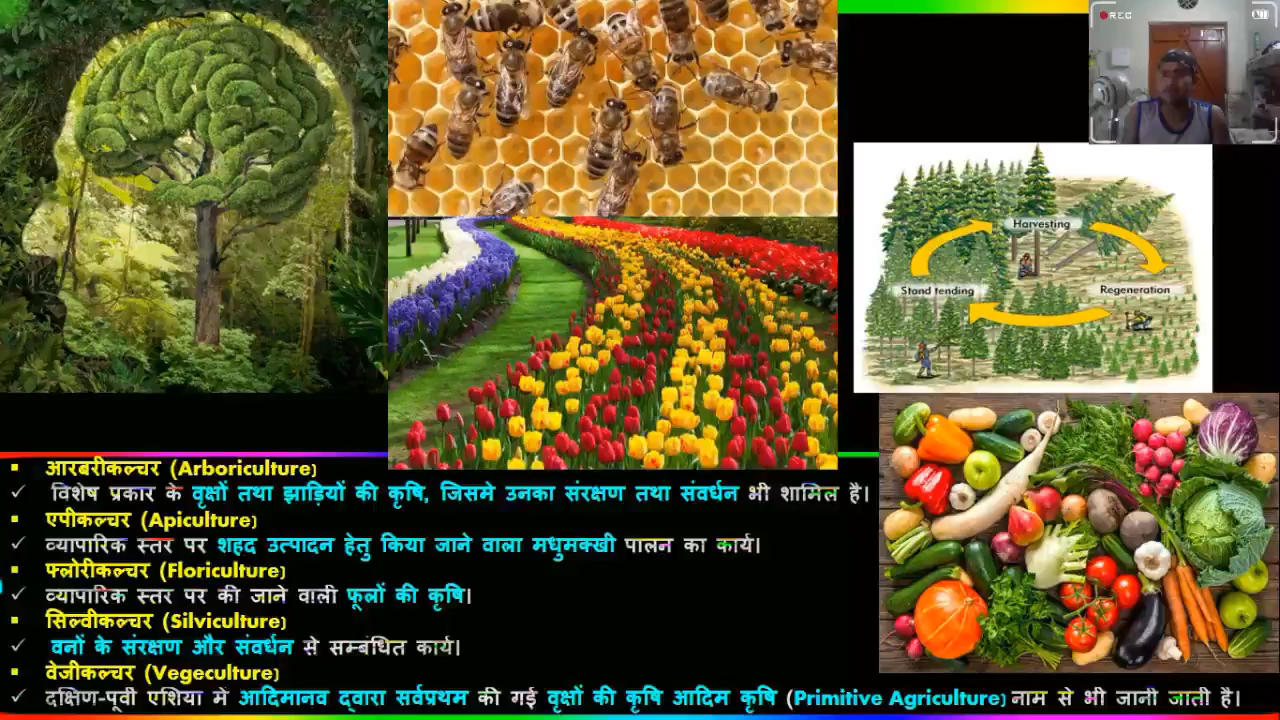 REC
Harvesting
Stand tending
Regeneration
आरबरीकल्चर (Arboriculture)
विशेष प्रकार के वृक्षों तथा झाड़ियों की कृषि, जिसमे उनका संरक्षण तथा संवर्धन भी शामिल है।
एपीकल्चर (Apiculture)
व्यापारिक स्तर पर शहद उत्पादन हेतु किया जाने वाला मधुमक्खी पालन का कार्य।
फ्लोरीकल्चर (Floriculture)
व्यापारिक स्तर पर की जाने वाली फूलों की कृषि।
सिल्वीकल्चर (Silviculture)
वनों के संरक्षण और संवर्धन से सम्बंधित कार्य।
वेजीकल्चर (Vegeculture)
दक्षिण-पूर्वी एशिया में आदिमानव द्वारा सर्वप्रथम की गई वृक्षों की कृषि आदिम कृषि (Primitive Agriculture) नाम से भी जानी जाती है।